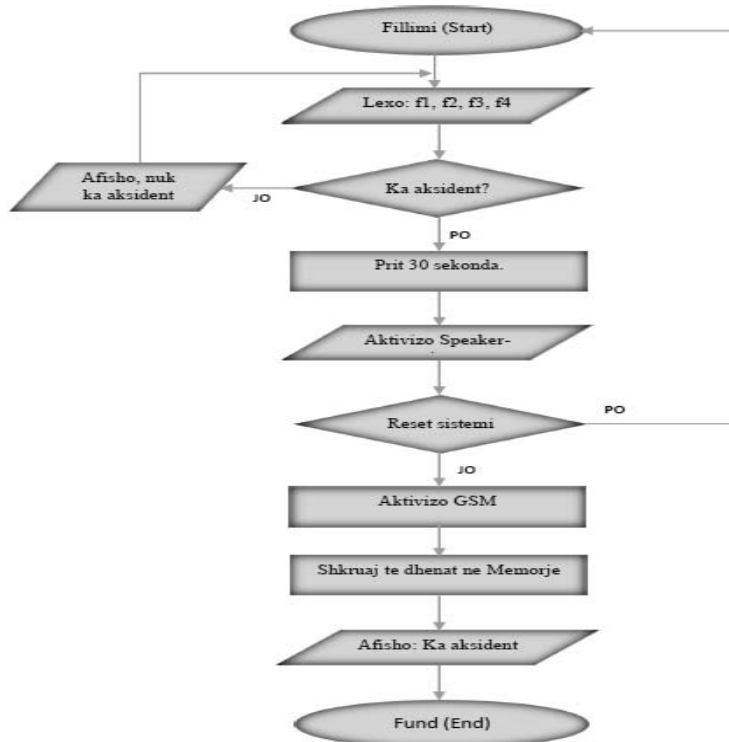 Fillimi (Start)
Lexo: f1, f2, f3, f4
Ka aksident?
JO
Afisho, nuk
ka aksident
PO
Prit 30 sekonda.
Aktivizo Speaker-
Reset sistemi
PO
JO
Aktivizo GSM
Shkruaj te dhenat ne Memorje
Afisho: Ka aksident
Fund (End)